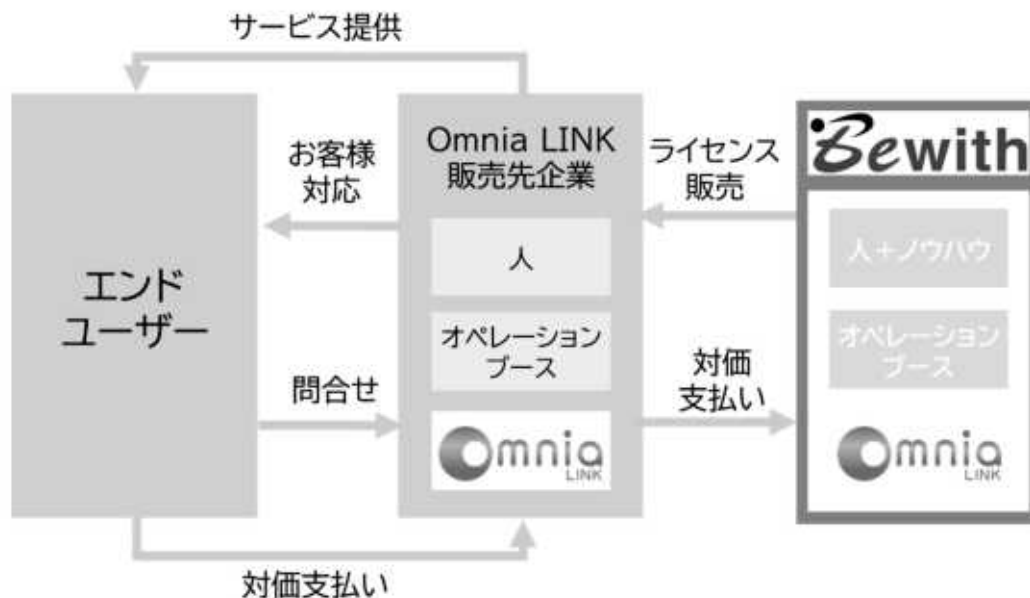 サービス提供
エンド
ユーザー
お客様
対応
問合せ
対価支払い
Omnia LINK
販売先企業
人
オペレーション
ブース
Omnia
LINK
ライセンス
販売
対価
支払い
Bewith
人＋ノウハウ
オペレーション
ブース
Omnia
LINK